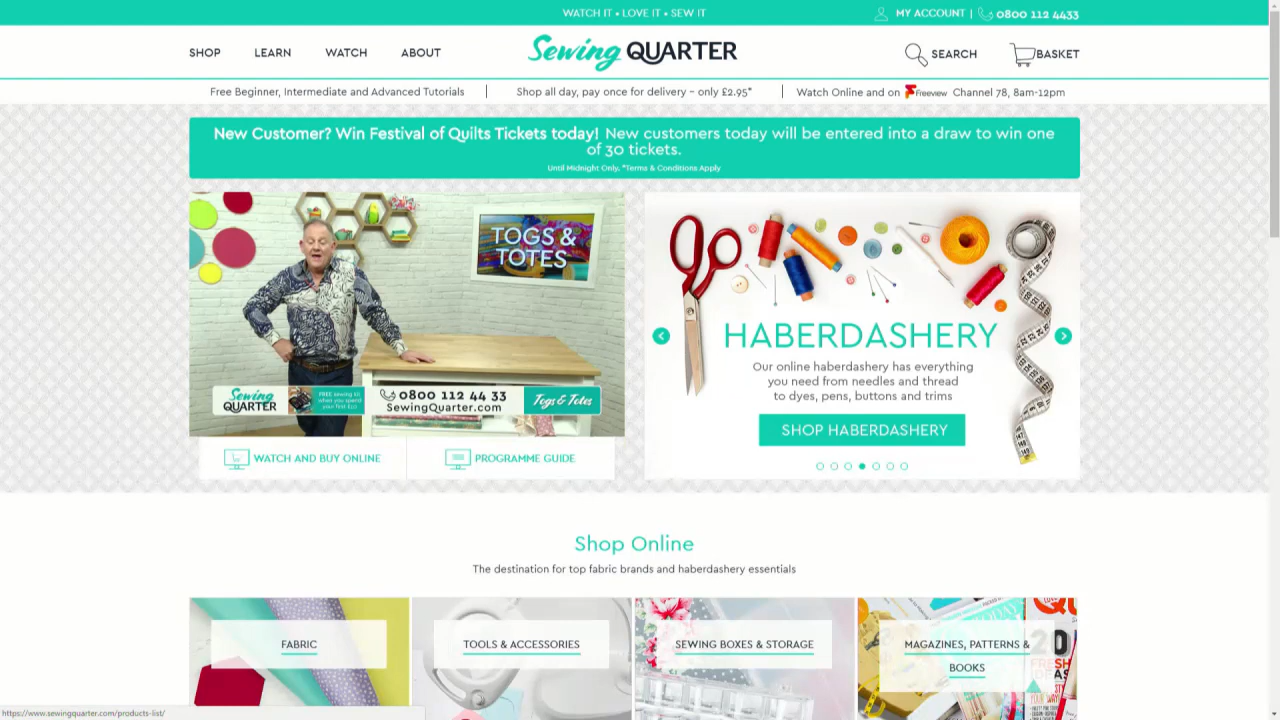 WATCH IT • LOVE IT • SEW IT
MY ACCOUNT | 0800 112 4433
SHOP LEARN WATCH ABOUT
Sewing QUARTER
SEARCH BASKET
Free Beginner, Intermediate and Advanced Tutorials | Shop all day, pay once for delivery – only £2.95* | Watch Online and on Freeview Channel 78, 8am-12pm
New Customer? Win Festival of Quilts Tickets today! New customers today will be entered into a draw to win one
of 30 tickets.
Until Midnight Only, *Terms & Conditions Apply
TOGS &
TOTES
Sewing
QUARTER
FREE sewing kit
when you spend
0800 112 44 33
SewingQuarter.com
Togs & Totes
WATCH AND BUY ONLINE
PROGRAMME GUIDE
HABERDASHERY
Our online haberdashery has everything
you need from needles and thread
to dyes, pens, buttons and trims
SHOP HABERDASHERY
Shop Online
The destination for top fabric brands and haberdashery essentials
FABRIC
TOOLS & ACCESSORIES
SEWING BOXES & STORAGE
MAGAZINES, PATTERNS &
BOOKS
https://www.sewingquarter.com/products-list/